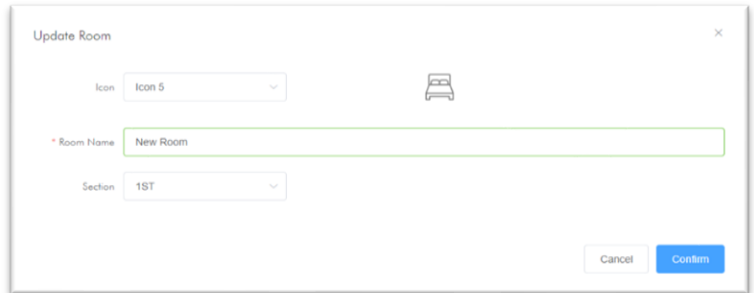 Update Room
Icon Icon 5
* Room Name New Room
Section 1ST
Cancel Confirm